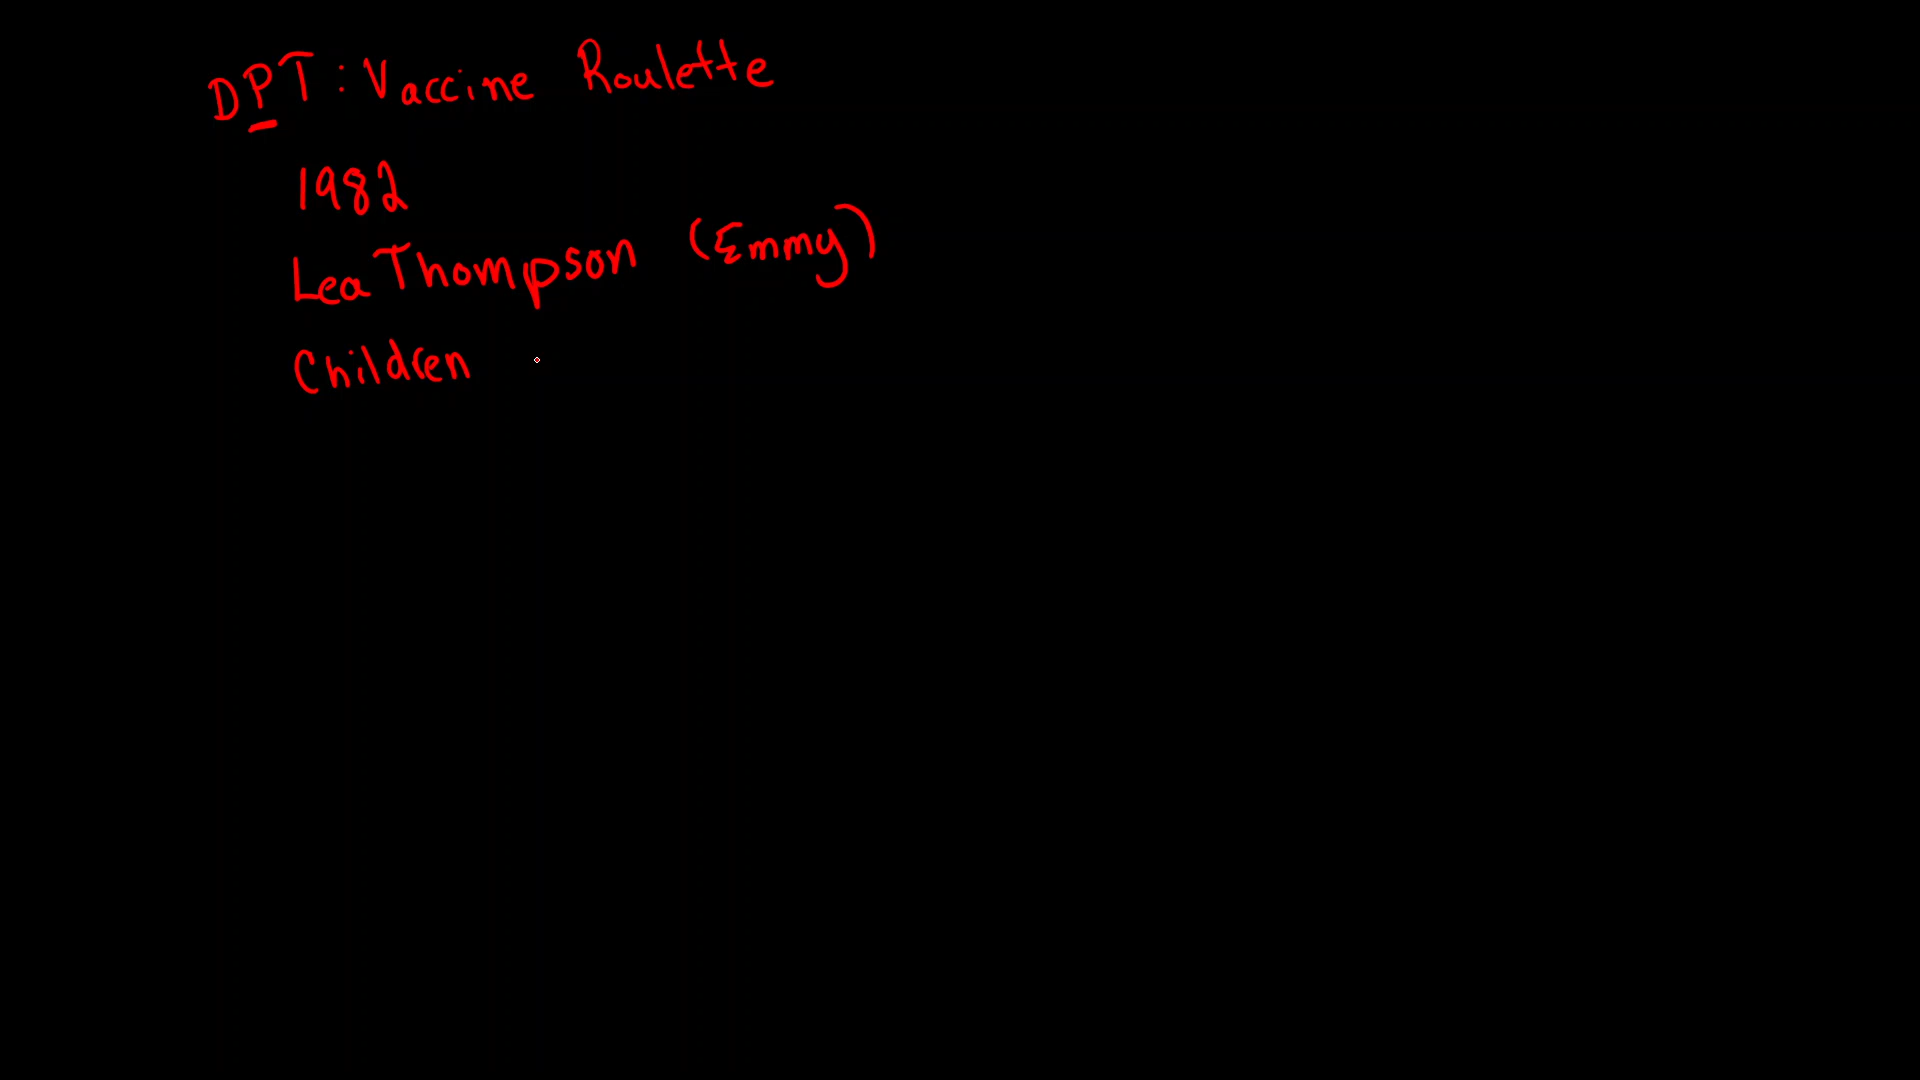 DPT: Vaccine Roulette
1982
Lea Thompson (Emmy)
Children